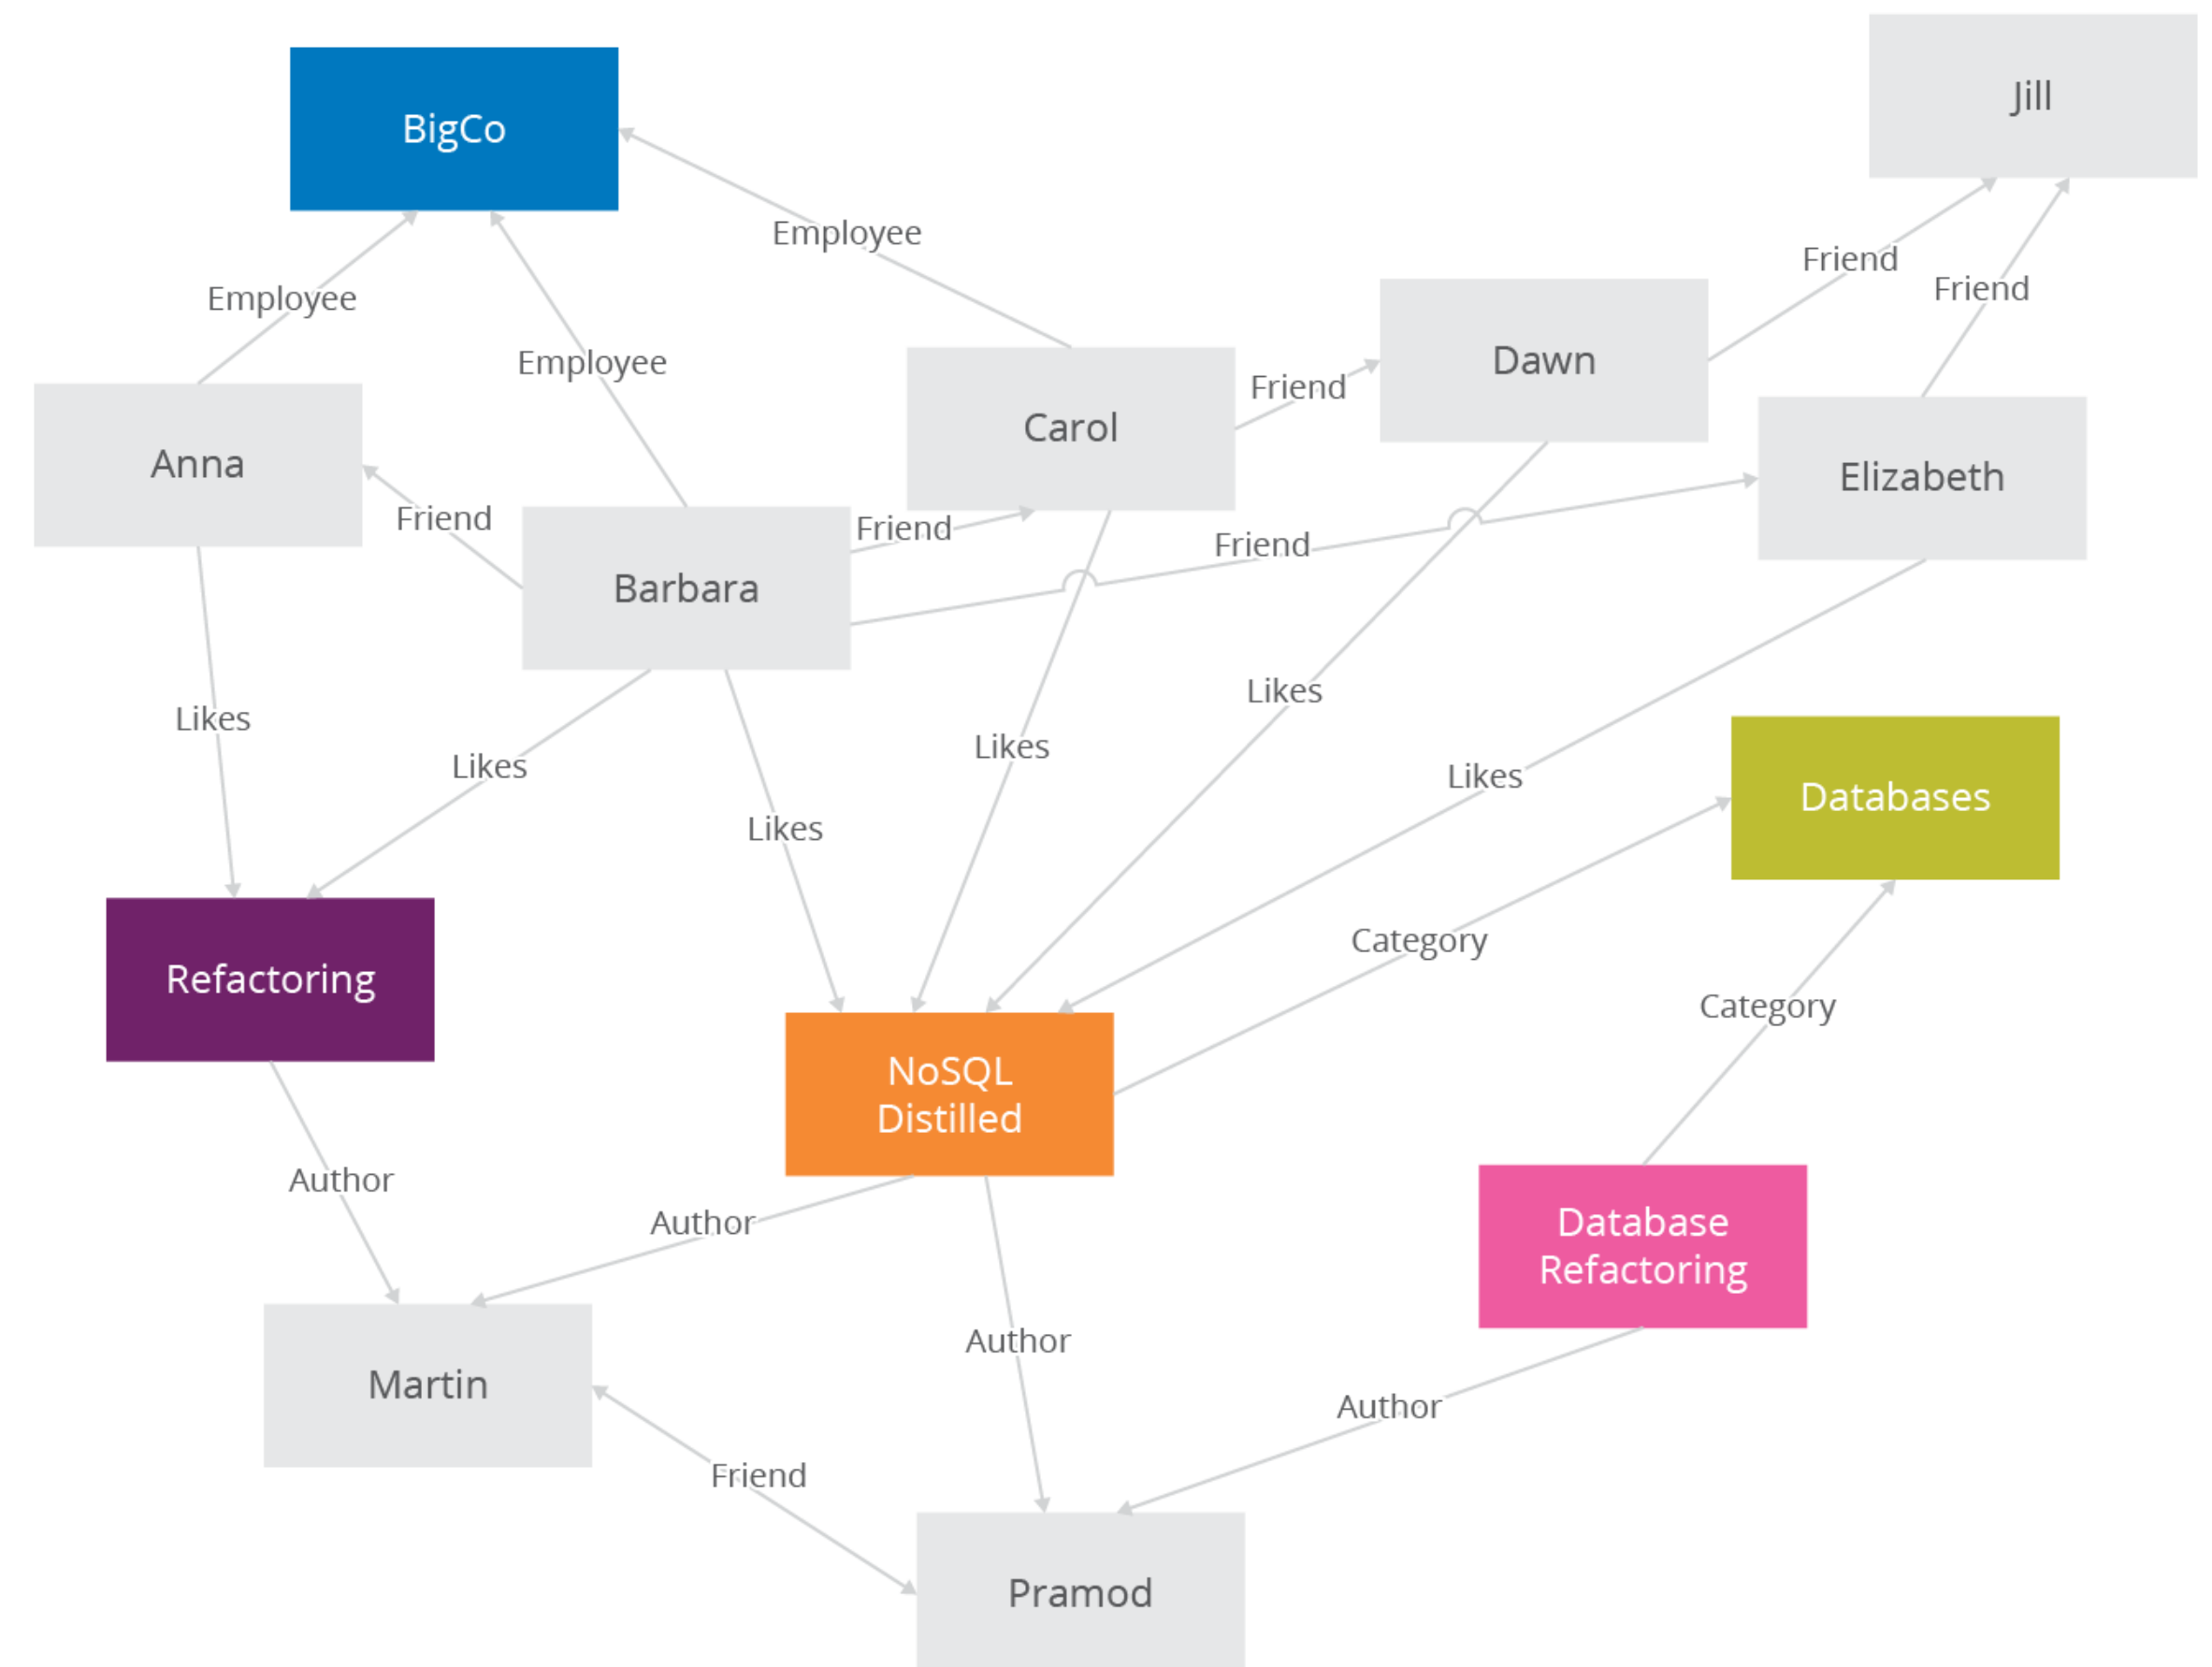 Jill
BigCo
Employee
Friend
Employee
Friend
Employee
Dawn
Friend
Carol
Anna
Elizabeth
Friend
Friend
Friend
Barbara
Likes
Likes
Likes
Likes
Likes
Likes
Databases
Category
Refactoring
Category
NoSQL
Distilled
Author
Author
Database
Refactoring
Author
Martin
Author
Friend
Pramod